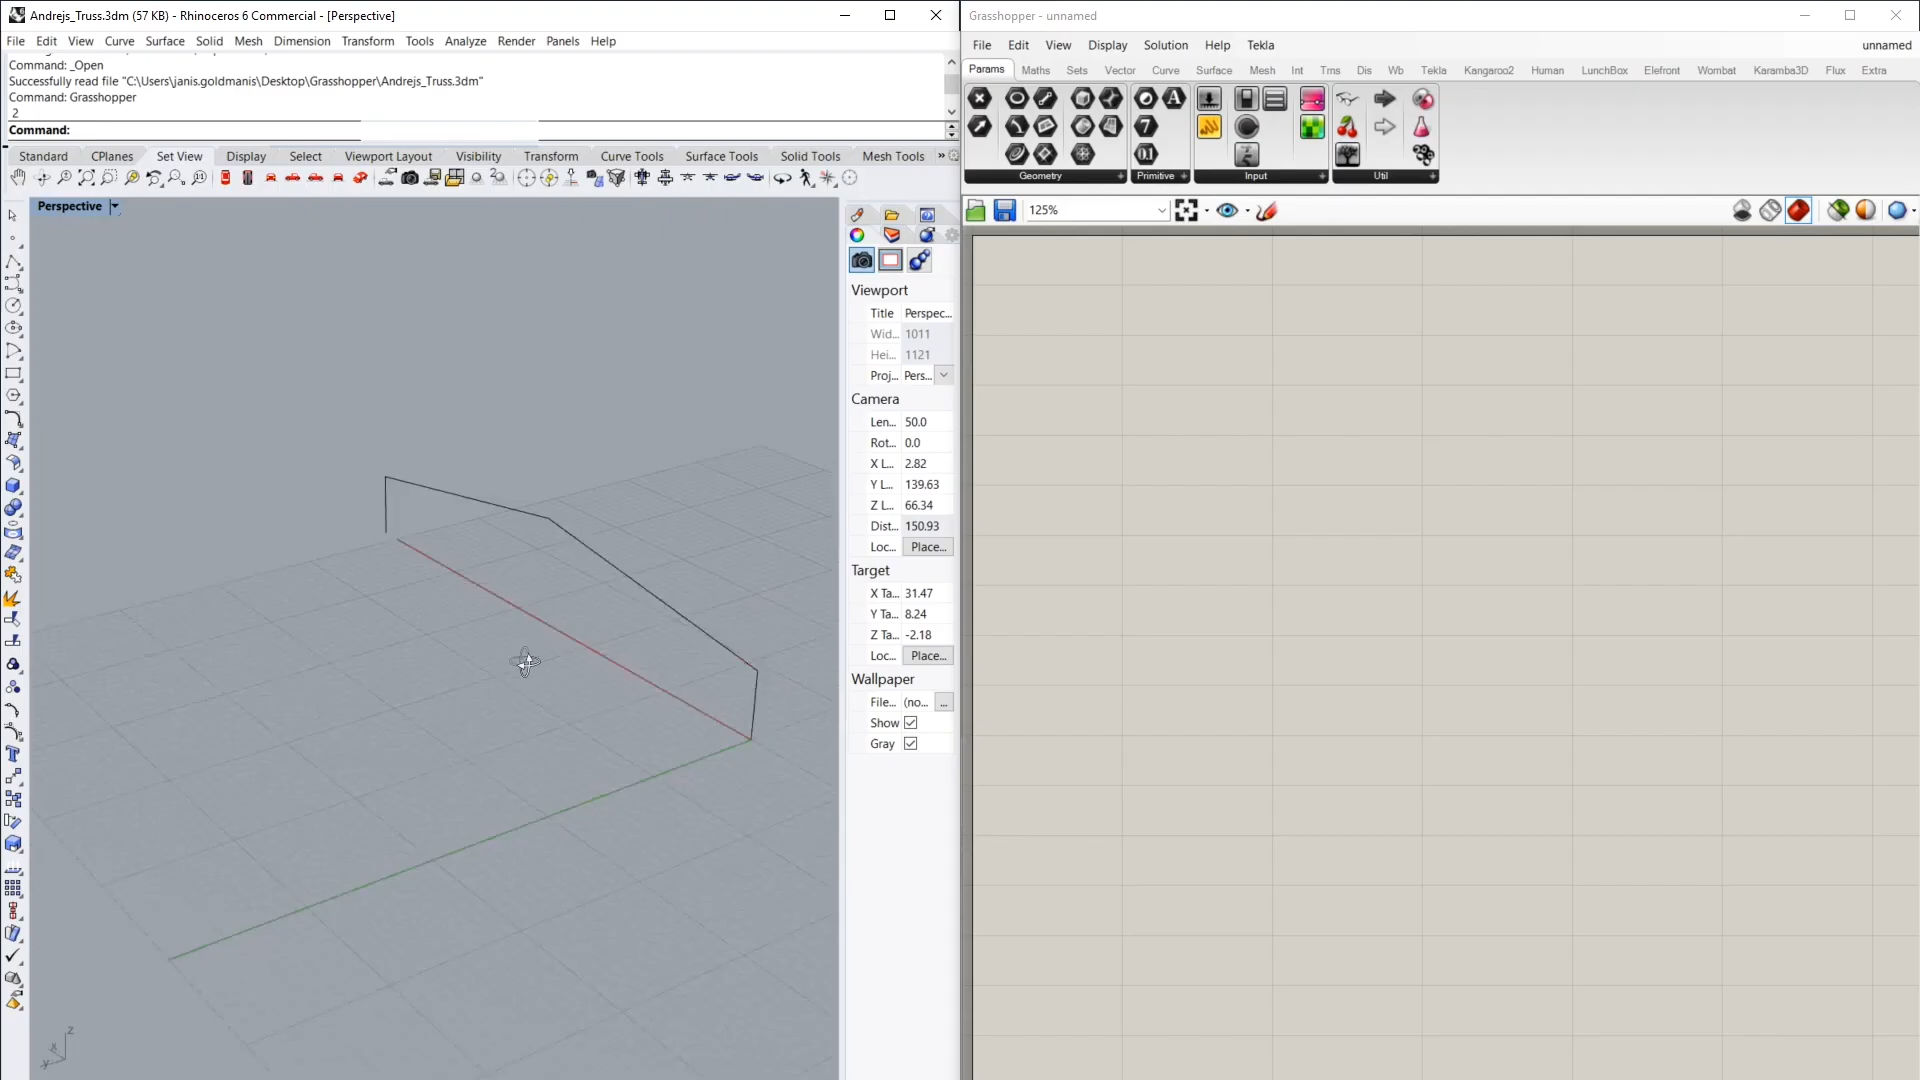 Andrejs_Truss.3dm (57 KB) - Rhinoceros 6 Commercial - [Perspective]
File Edit View Curve Surface Solid Mesh Dimension Transform Tools Analyze Render Panels Help
Command: _Open
Successfully read file "C:\Users\janis.goldmanis\Desktop\Grasshopper\Andrejs_Truss.3dm"
Command: Grasshopper
2
Command:
Standard CPlanes Set View Display Select Viewport Layout Visibility Transform Curve Tools Surface Tools Solid Tools Mesh Tools »
Perspective
Viewport
Title Perspec...
Wid... 1011
Hei... 1121
Proj... Pers...
Camera
Len... 50.0
Rot... 0.0
X L... 2.82
Y L... 139.63
Z L... 66.34
Dist... 150.93
Loc... Place...
Target
X Ta... 31.47
Y Ta... 8.24
Z Ta... -2.18
Loc... Place...
Wallpaper
File... (no... ...
Show
Gray
z
x
y
Grasshopper - unnamed
File Edit View Display Solution Help Tekla unnamed
Params Maths Sets Vector Curve Surface Mesh Int Trns Dis Wb Tekla Kangaroo2 Human LunchBox Elefront Wombat Karamba3D Flux Extra
Geometry + Primitive + Input + Util +
125%